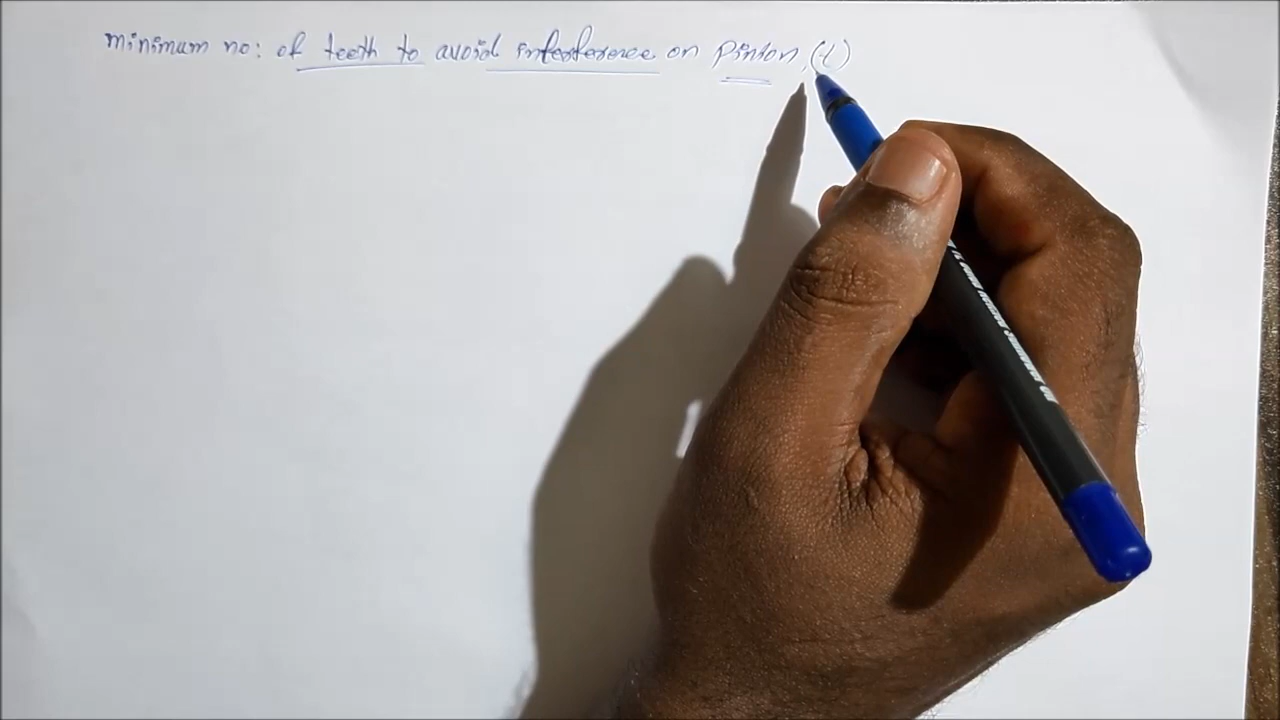 minimum no: of teeth to avoid interference on Pinion, (t)